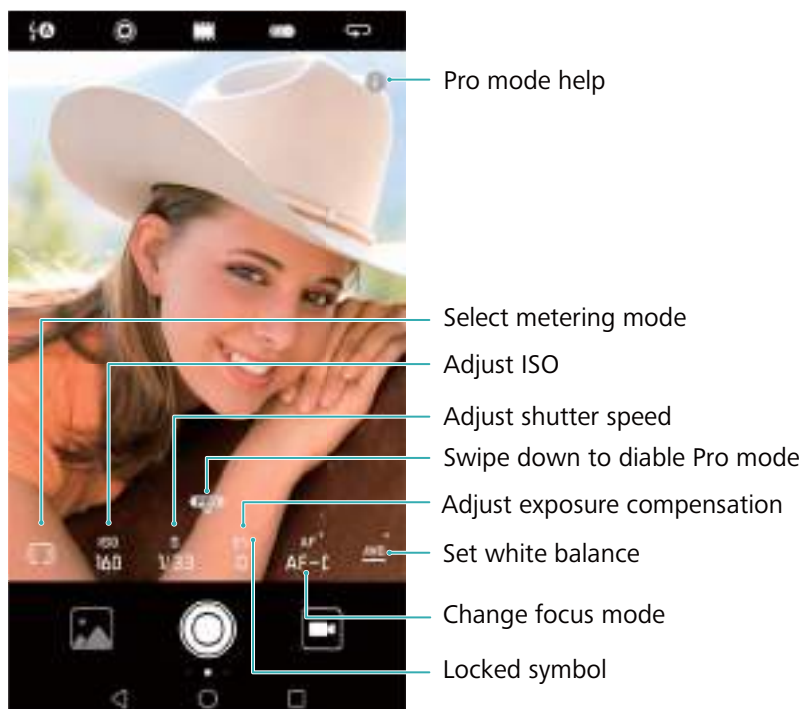 Pro mode help
Select metering mode
Adjust ISO
Adjust shutter speed
Swipe down to diable Pro mode
Adjust exposure compensation
ISO
S
AF
160
1/33
0
AF-C
Set white balance
Change focus mode
Locked symbol